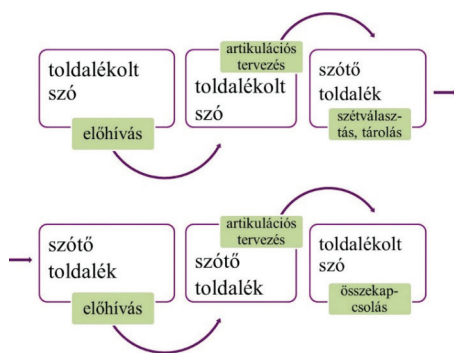 toldalékolt
szó
előhívás
artikulációs
tervezés
toldalékolt
szó
szótő
toldalék
szétválasz-
tás, tárolás
szótő
toldalék
előhívás
artikulációs
tervezés
szótő
toldalék
toldalékolt
szó
összekap-
csolás